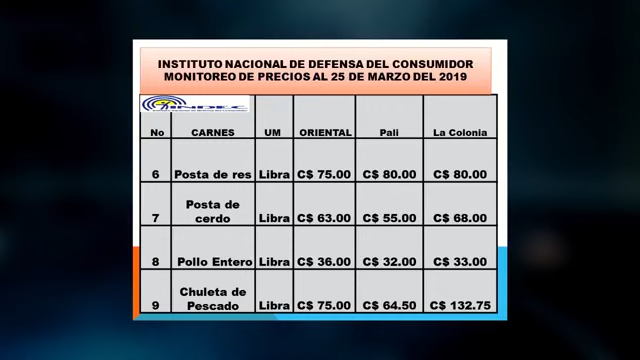 INSTITUTO NACIONAL DE DEFENSA DEL CONSUMIDOR
MONITOREO DE PRECIOS AL 25 DE MARZO DEL 2019
INDEC
No CARNES UM ORIENTAL Pali La Colonia
6 Posta de res Libra C$ 75.00 C$ 80.00 C$ 80.00
Posta de
7 cerdo Libra C$ 63.00 C$ 55.00 C$ 68.00
8 Pollo Entero Libra C$ 36.00 C$ 32.00 C$ 33.00
Chuleta de
9 Pescado Libra C$ 75.00 C$ 64.50 C$ 132.75